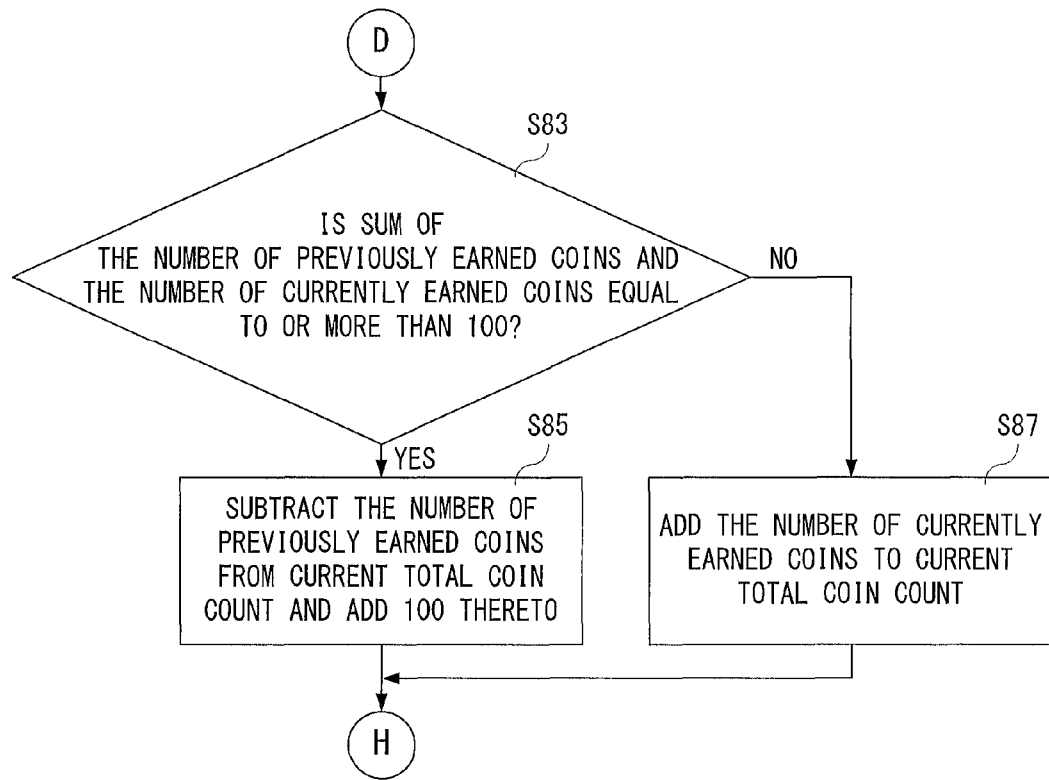 D
S83
IS SUM OF
THE NUMBER OF PREVIOUSLY EARNED COINS AND
THE NUMBER OF CURRENTLY EARNED COINS EQUAL
TO OR MORE THAN 100?
NO
YES
S85
SUBTRACT THE NUMBER OF
PREVIOUSLY EARNED COINS
FROM CURRENT TOTAL COIN
COUNT AND ADD 100 THERETO
S87
ADD THE NUMBER OF CURRENTLY
EARNED COINS TO CURRENT
TOTAL COIN COUNT
H